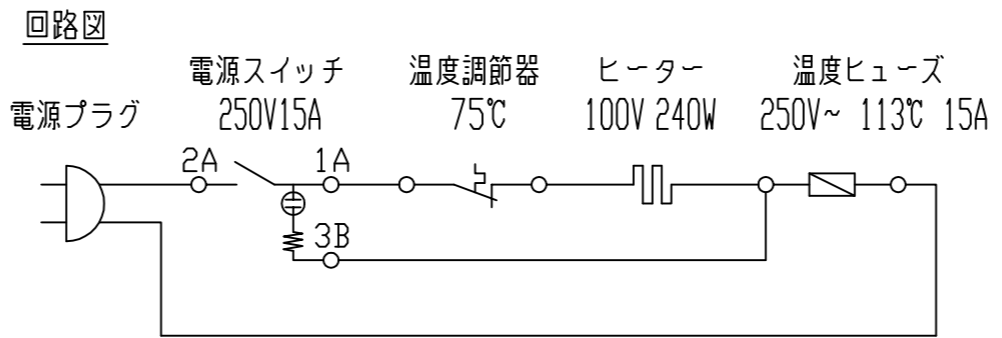 回路図
電源スイッチ 温度調節器 ヒーター 温度ヒューズ
電源プラグ 250V15A 75℃ 100V 240W 250V~ 113℃ 15A
2A 1A
3B